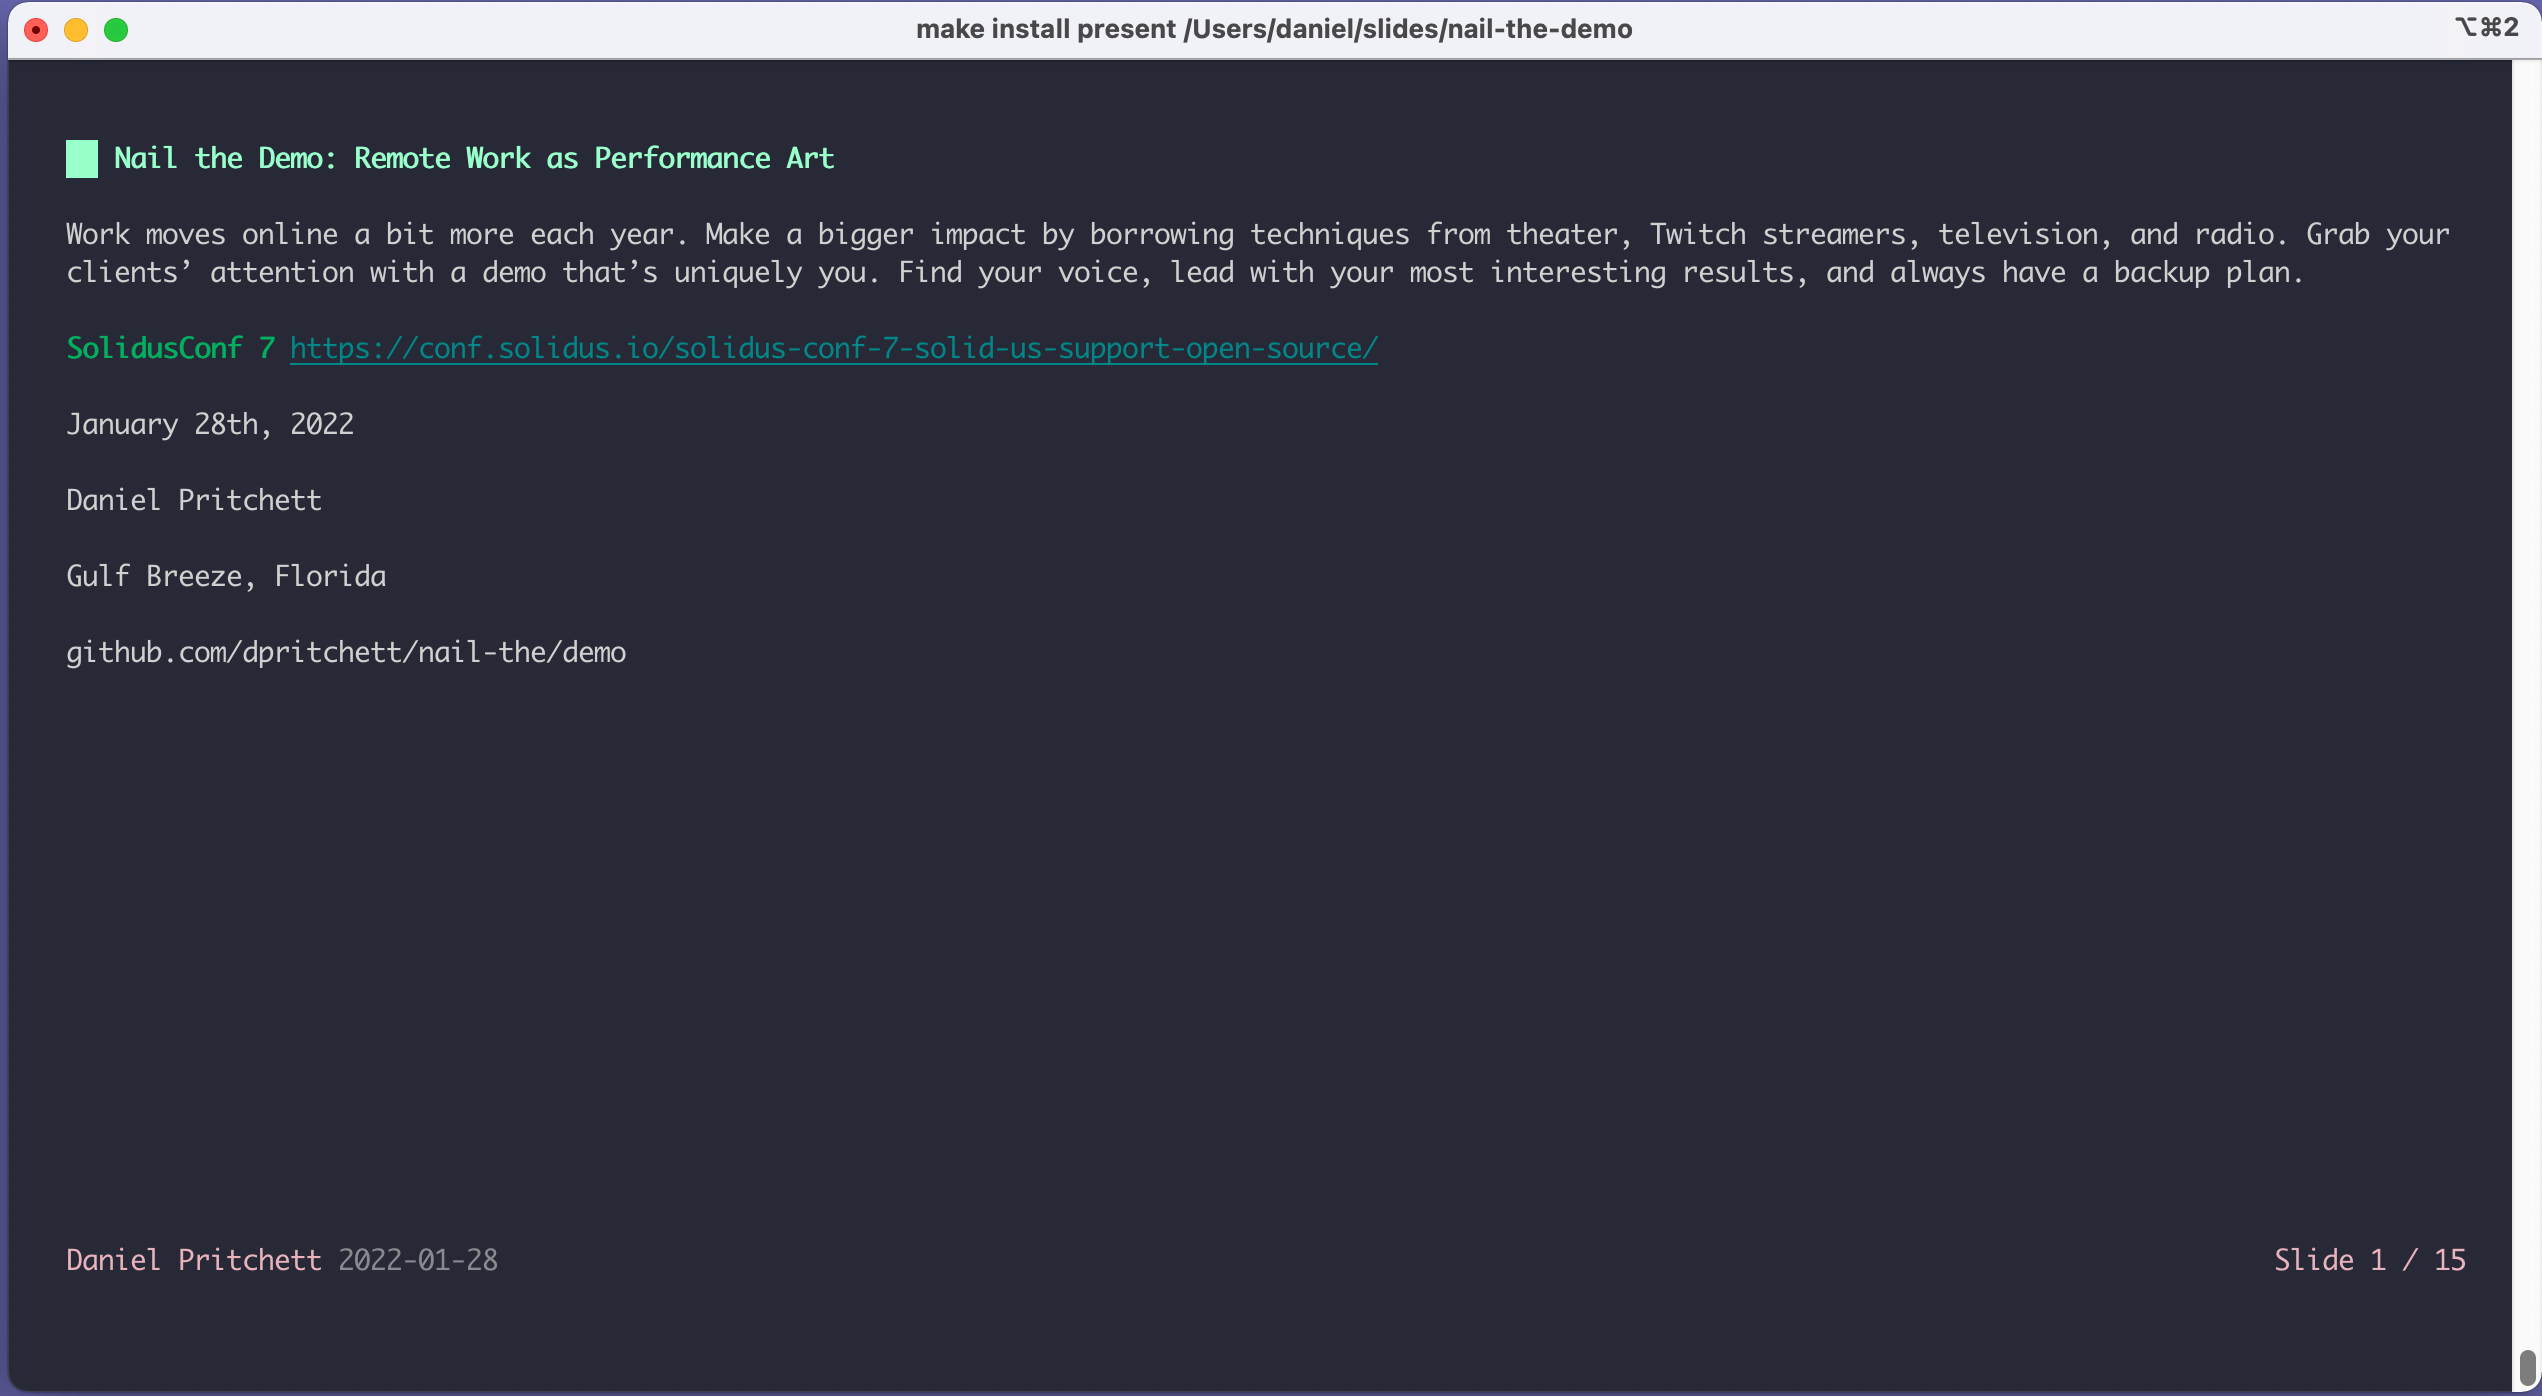 make install present /Users/daniel/slides/nail-the-demo
⌥⌘2
Nail the Demo: Remote Work as Performance Art
Work moves online a bit more each year. Make a bigger impact by borrowing techniques from theater, Twitch streamers, television, and radio. Grab your
clients’ attention with a demo that’s uniquely you. Find your voice, lead with your most interesting results, and always have a backup plan.
SolidusConf 7 https://conf.solidus.io/solidus-conf-7-solid-us-support-open-source/
January 28th, 2022
Daniel Pritchett
Gulf Breeze, Florida
github.com/dpritchett/nail-the/demo
Daniel Pritchett 2022-01-28
Slide 1 / 15